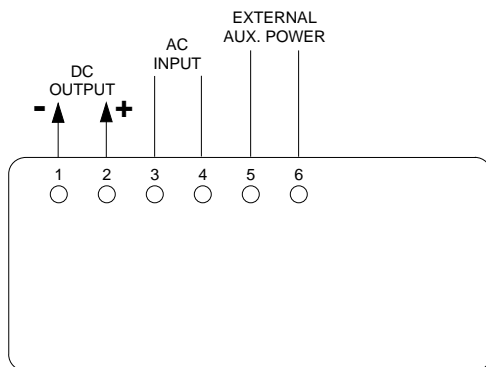 EXTERNAL
AUX. POWER
AC
INPUT
DC
OUTPUT
- +
1 2 3 4 5 6